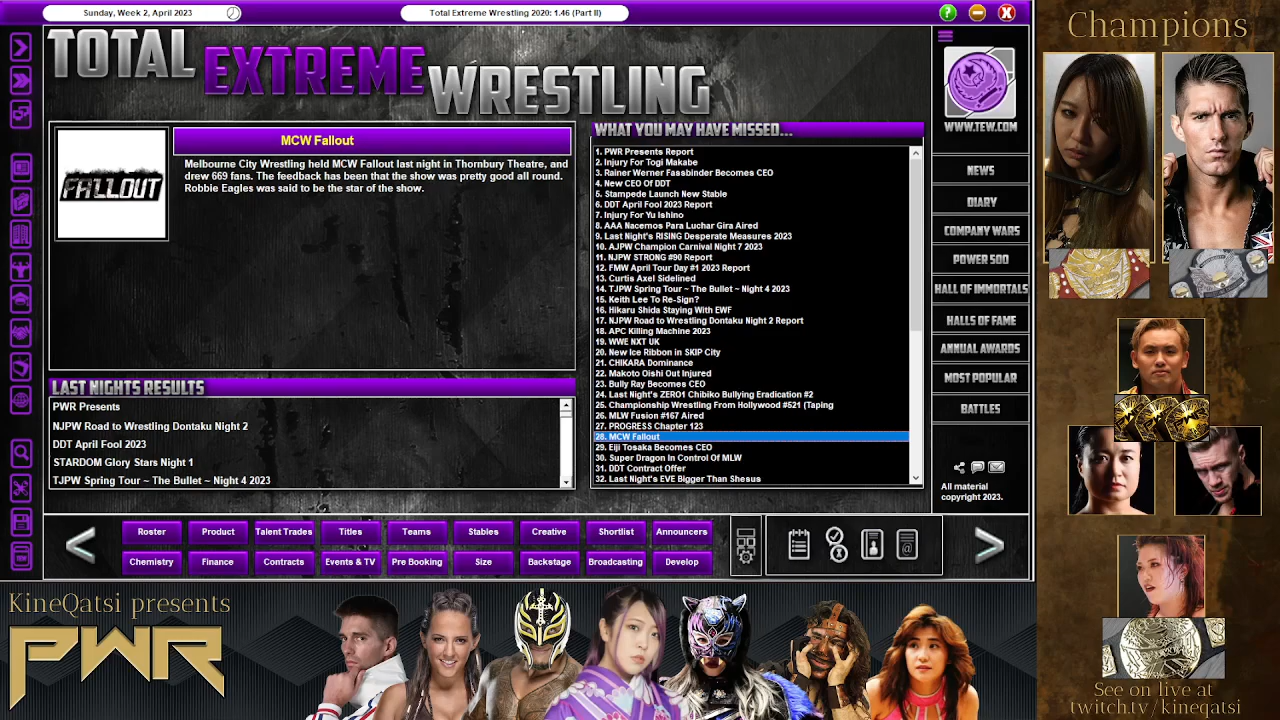 Sunday, Week 2, April 2023
Total Extreme Wrestling 2020: 1.46 (Part II)
TOTAL EXTREME WRESTLING
MCW Fallout
FALLOUT
Melbourne City Wrestling held MCW Fallout last night in Thornbury Theatre, and
drew 669 fans. The feedback has been that the show was pretty good all round.
Robbie Eagles was said to be the star of the show.
LAST NIGHTS RESULTS
PWR Presents
NJPW Road to Wrestling Dontaku Night 2
DDT April Fool 2023
STARDOM Glory Stars Night 1
TJPW Spring Tour ~ The Bullet ~ Night 4 2023
WHAT YOU MAY HAVE MISSED...
1. PWR Presents Report
2. Injury For Togi Makabe
3. Rainer Werner Fassbinder Becomes CEO
4. New CEO Of DDT
5. Stampede Launch New Stable
6. DDT April Fool 2023 Report
7. Injury For Yu Ishino
8. AAA Nacemos Para Luchar Gira Aired
9. Last Night's RISING Desperate Measures 2023
10. AJPW Champion Carnival Night 7 2023
11. NJPW STRONG #90 Report
12. FMW April Tour Day #1 2023 Report
13. Curtis Axel Sidelined
14. TJPW Spring Tour ~ The Bullet ~ Night 4 2023
15. Keith Lee To Re-Sign?
16. Hikaru Shida Staying With EWF
17. NJPW Road to Wrestling Dontaku Night 2 Report
18. APC Killing Machine 2023
19. WWE NXT UK
20. New Ice Ribbon in SKIP City
21. CHIKARA Dominance
22. Makoto Oishi Out Injured
23. Bully Ray Becomes CEO
24. Last Night's ZERO1 Chibiko Bullying Eradication #2
25. Championship Wrestling From Hollywood #521 (Taping
26. MLW Fusion #167 Aired
27. PROGRESS Chapter 123
28. MCW Fallout
29. Eiji Tosaka Becomes CEO
30. Super Dragon In Control Of MLW
31. DDT Contract Offer
32. Last Night's EVE Bigger Than Shesus
WWW.TEW.COM
NEWS
DIARY
COMPANY WARS
POWER 500
HALL OF IMMORTALS
HALLS OF FAME
ANNUAL AWARDS
MOST POPULAR
BATTLES
All material
copyright 2023.
Roster
Product
Talent Trades
Titles
Teams
Stables
Creative
Shortlist
Announcers
Chemistry
Finance
Contracts
Events & TV
Pre Booking
Size
Backstage
Broadcasting
Develop
KineQatsi presents
PWR
Champions
See on live at
twitch.tv/kineqatsi